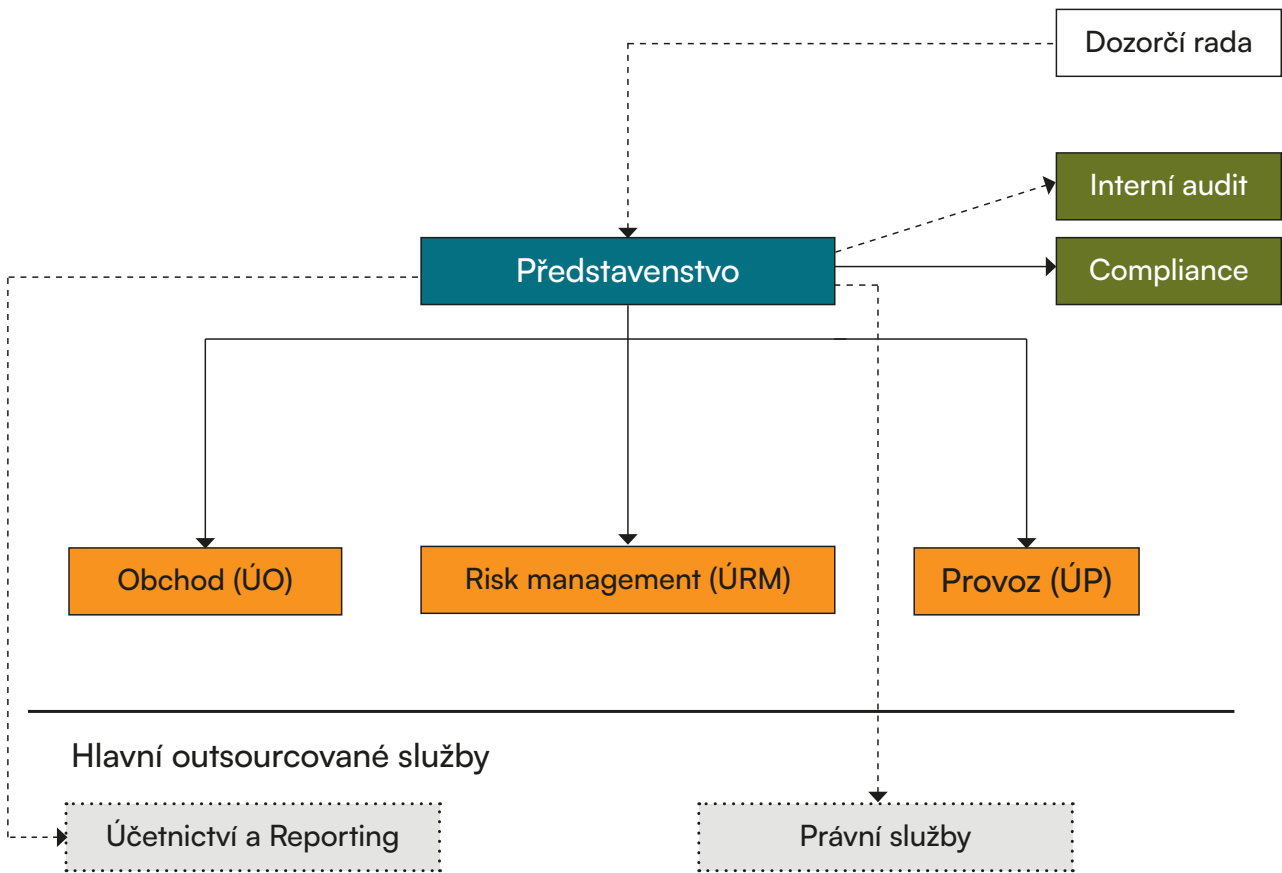 Dozorčí rada
Interní audit
Představenstvo
Compliance
Obchod (ÚO)
Risk management (ÚRM)
Provoz (ÚP)
Hlavní outsourcované služby
Účetnictví a Reporting
Právní služby